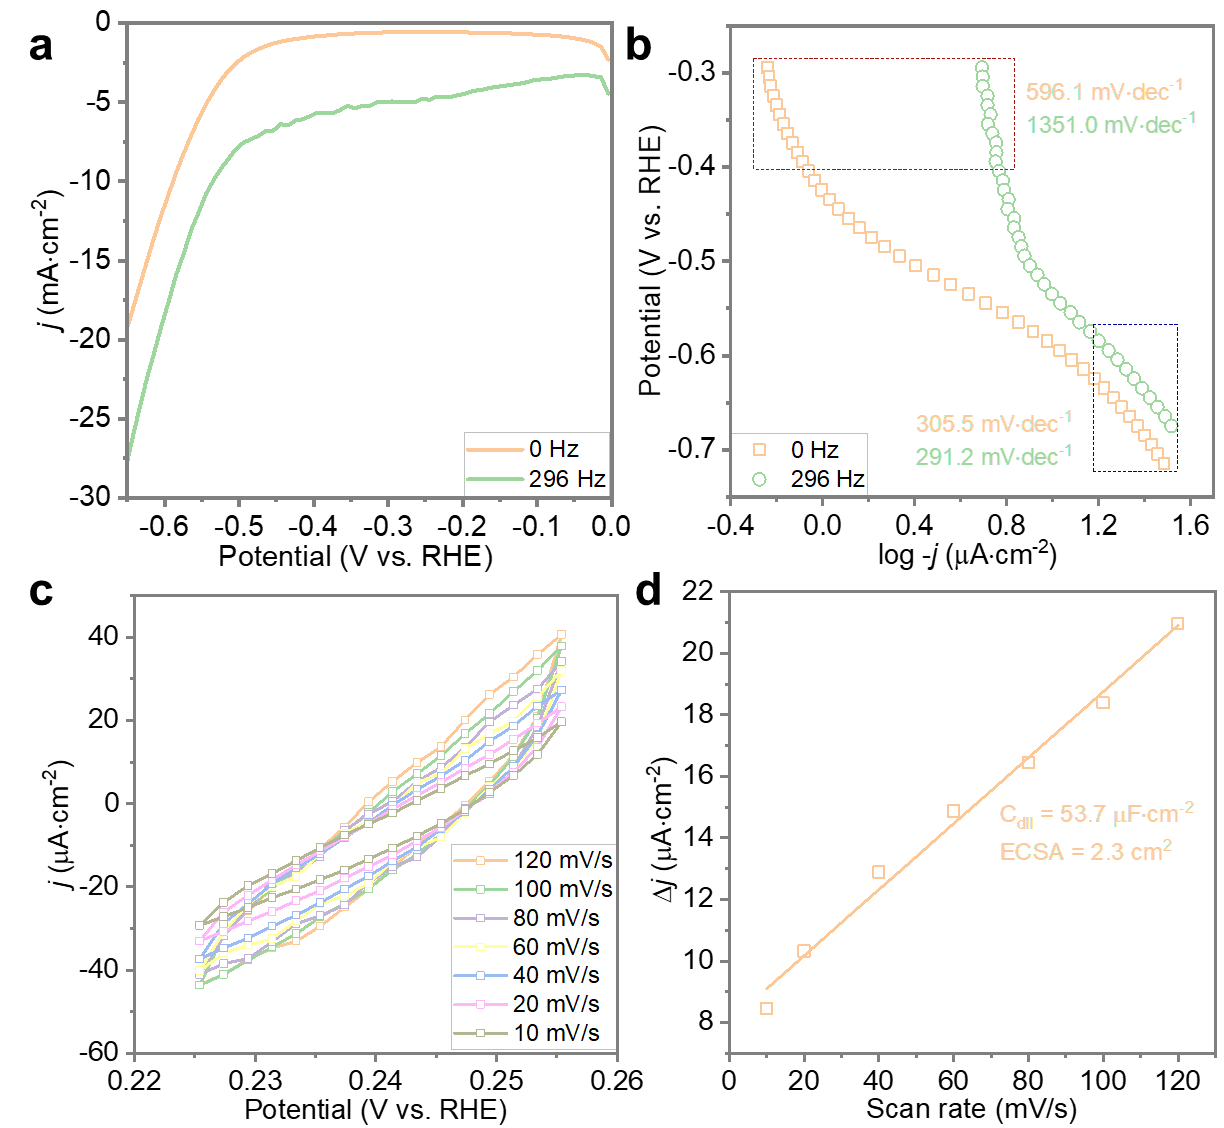 a
0
-5
-10
-15
-20
-25
-30
j (mA·cm-2)
-0.6
-0.5
-0.4
-0.3
-0.2
-0.1
0.0
Potential (V vs. RHE)
0 Hz
296 Hz
b
-0.3
-0.4
-0.5
-0.6
-0.7
Potential (V vs. RHE)
596.1 mV·dec-1
1351.0 mV·dec-1
305.5 mV·dec-1
291.2 mV·dec-1
0 Hz
296 Hz
-0.4
0.0
0.4
0.8
1.2
1.6
log -j (μA·cm-2)
c
40
20
0
-20
-40
-60
j (μA·cm-2)
120 mV/s
100 mV/s
80 mV/s
60 mV/s
40 mV/s
20 mV/s
10 mV/s
0.22
0.23
0.24
0.25
0.26
Potential (V vs. RHE)
d
22
20
18
16
14
12
10
8
Δj (μA·cm-2)
Cdll = 53.7 μF·cm-2
ECSA = 2.3 cm2
0
20
40
60
80
100
120
Scan rate (mV/s)